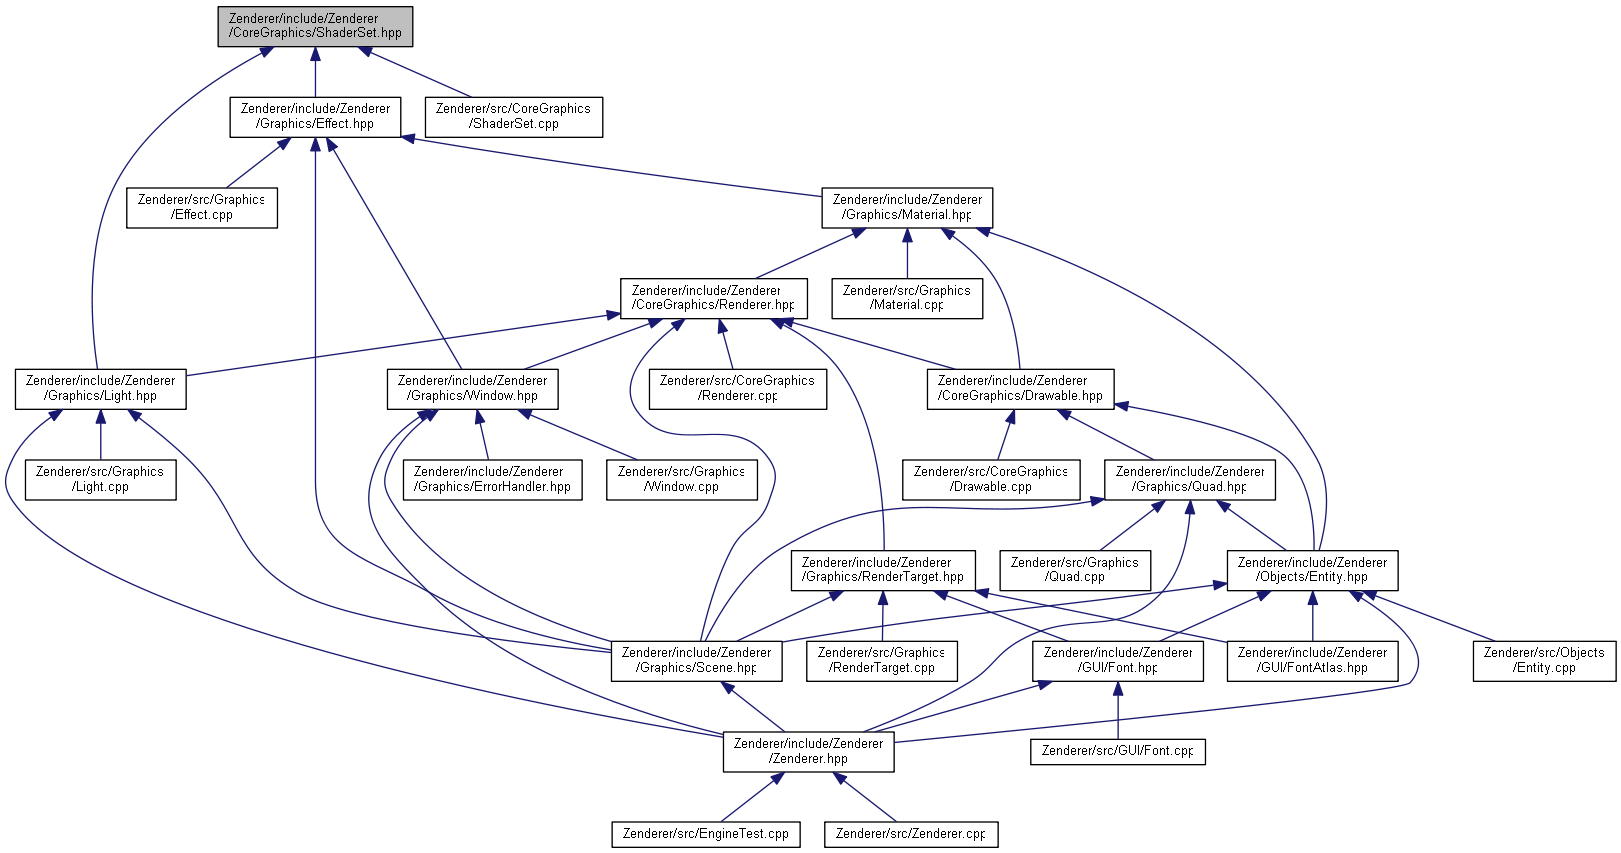 Zenderer/include/Zenderer
/CoreGraphics/ShaderSet.hpp
Zenderer/include/Zenderer
/Graphics/Effect.hpp
Zenderer/src/CoreGraphics
/ShaderSet.cpp
Zenderer/src/Graphics
/Effect.cpp
Zenderer/include/Zenderer
/Graphics/Material.hpp
Zenderer/include/Zenderer
/CoreGraphics/Renderer.hpp
Zenderer/src/Graphics
/Material.cpp
Zenderer/include/Zenderer
/Graphics/Light.hpp
Zenderer/include/Zenderer
/Graphics/Window.hpp
Zenderer/src/CoreGraphics
/Renderer.cpp
Zenderer/include/Zenderer
/CoreGraphics/Drawable.hpp
Zenderer/src/Graphics
/Light.cpp
Zenderer/include/Zenderer
/Graphics/ErrorHandler.hpp
Zenderer/src/Graphics
/Window.cpp
Zenderer/src/CoreGraphics
/Drawable.cpp
Zenderer/include/Zenderer
/Graphics/Quad.hpp
Zenderer/include/Zenderer
/Graphics/RenderTarget.hpp
Zenderer/src/Graphics
/Quad.cpp
Zenderer/include/Zenderer
/Objects/Entity.hpp
Zenderer/include/Zenderer
/Graphics/Scene.hpp
Zenderer/src/Graphics
/RenderTarget.cpp
Zenderer/include/Zenderer
/GUI/Font.hpp
Zenderer/include/Zenderer
/GUI/FontAtlas.hpp
Zenderer/src/Objects
/Entity.cpp
Zenderer/include/Zenderer
/Zenderer.hpp
Zenderer/src/GUI/Font.cpp
Zenderer/src/EngineTest.cpp
Zenderer/src/Zenderer.cpp